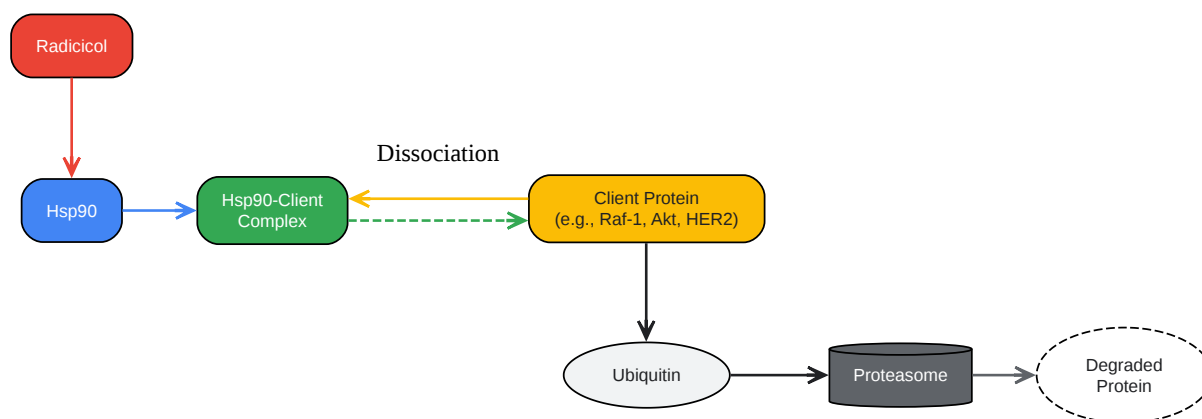 Radicicol
Dissociation
Hsp90
Hsp90-Client
Complex
Client Protein
(e.g., Raf-1, Akt, HER2)
Ubiquitin
Proteasome
Degraded
Protein